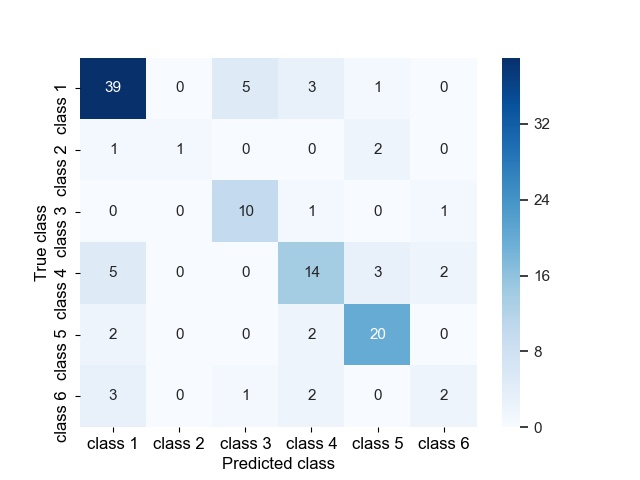 39 0 5 3 1 0
1 1 0 0 2 0
0 0 10 1 0 1
5 0 0 14 3 2
2 0 0 2 20 0
3 0 1 2 0 2
class 1
class 2
class 3
class 4
class 5
class 6
True class
class 1 class 2 class 3 class 4 class 5 class 6
Predicted class
32
24
16
8
0